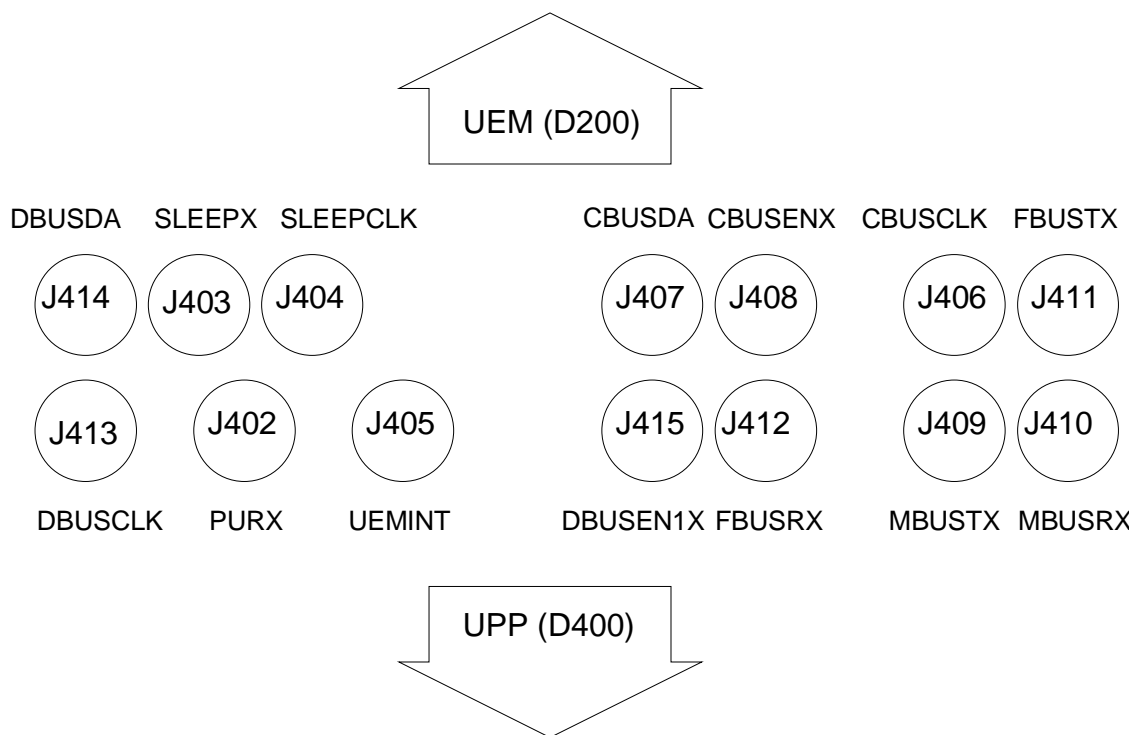 UEM (D200)
DBUSDA SLEEPX SLEEPCLK CBUSDA CBUSENX CBUSCLK FBUSTX
J414 J403 J404 J407 J408 J406 J411
J413 J402 J405 J415 J412 J409 J410
DBUSCLK PURX UEMINT DBUSEN1X FBUSRX MBUSTX MBUSRX
UPP (D400)